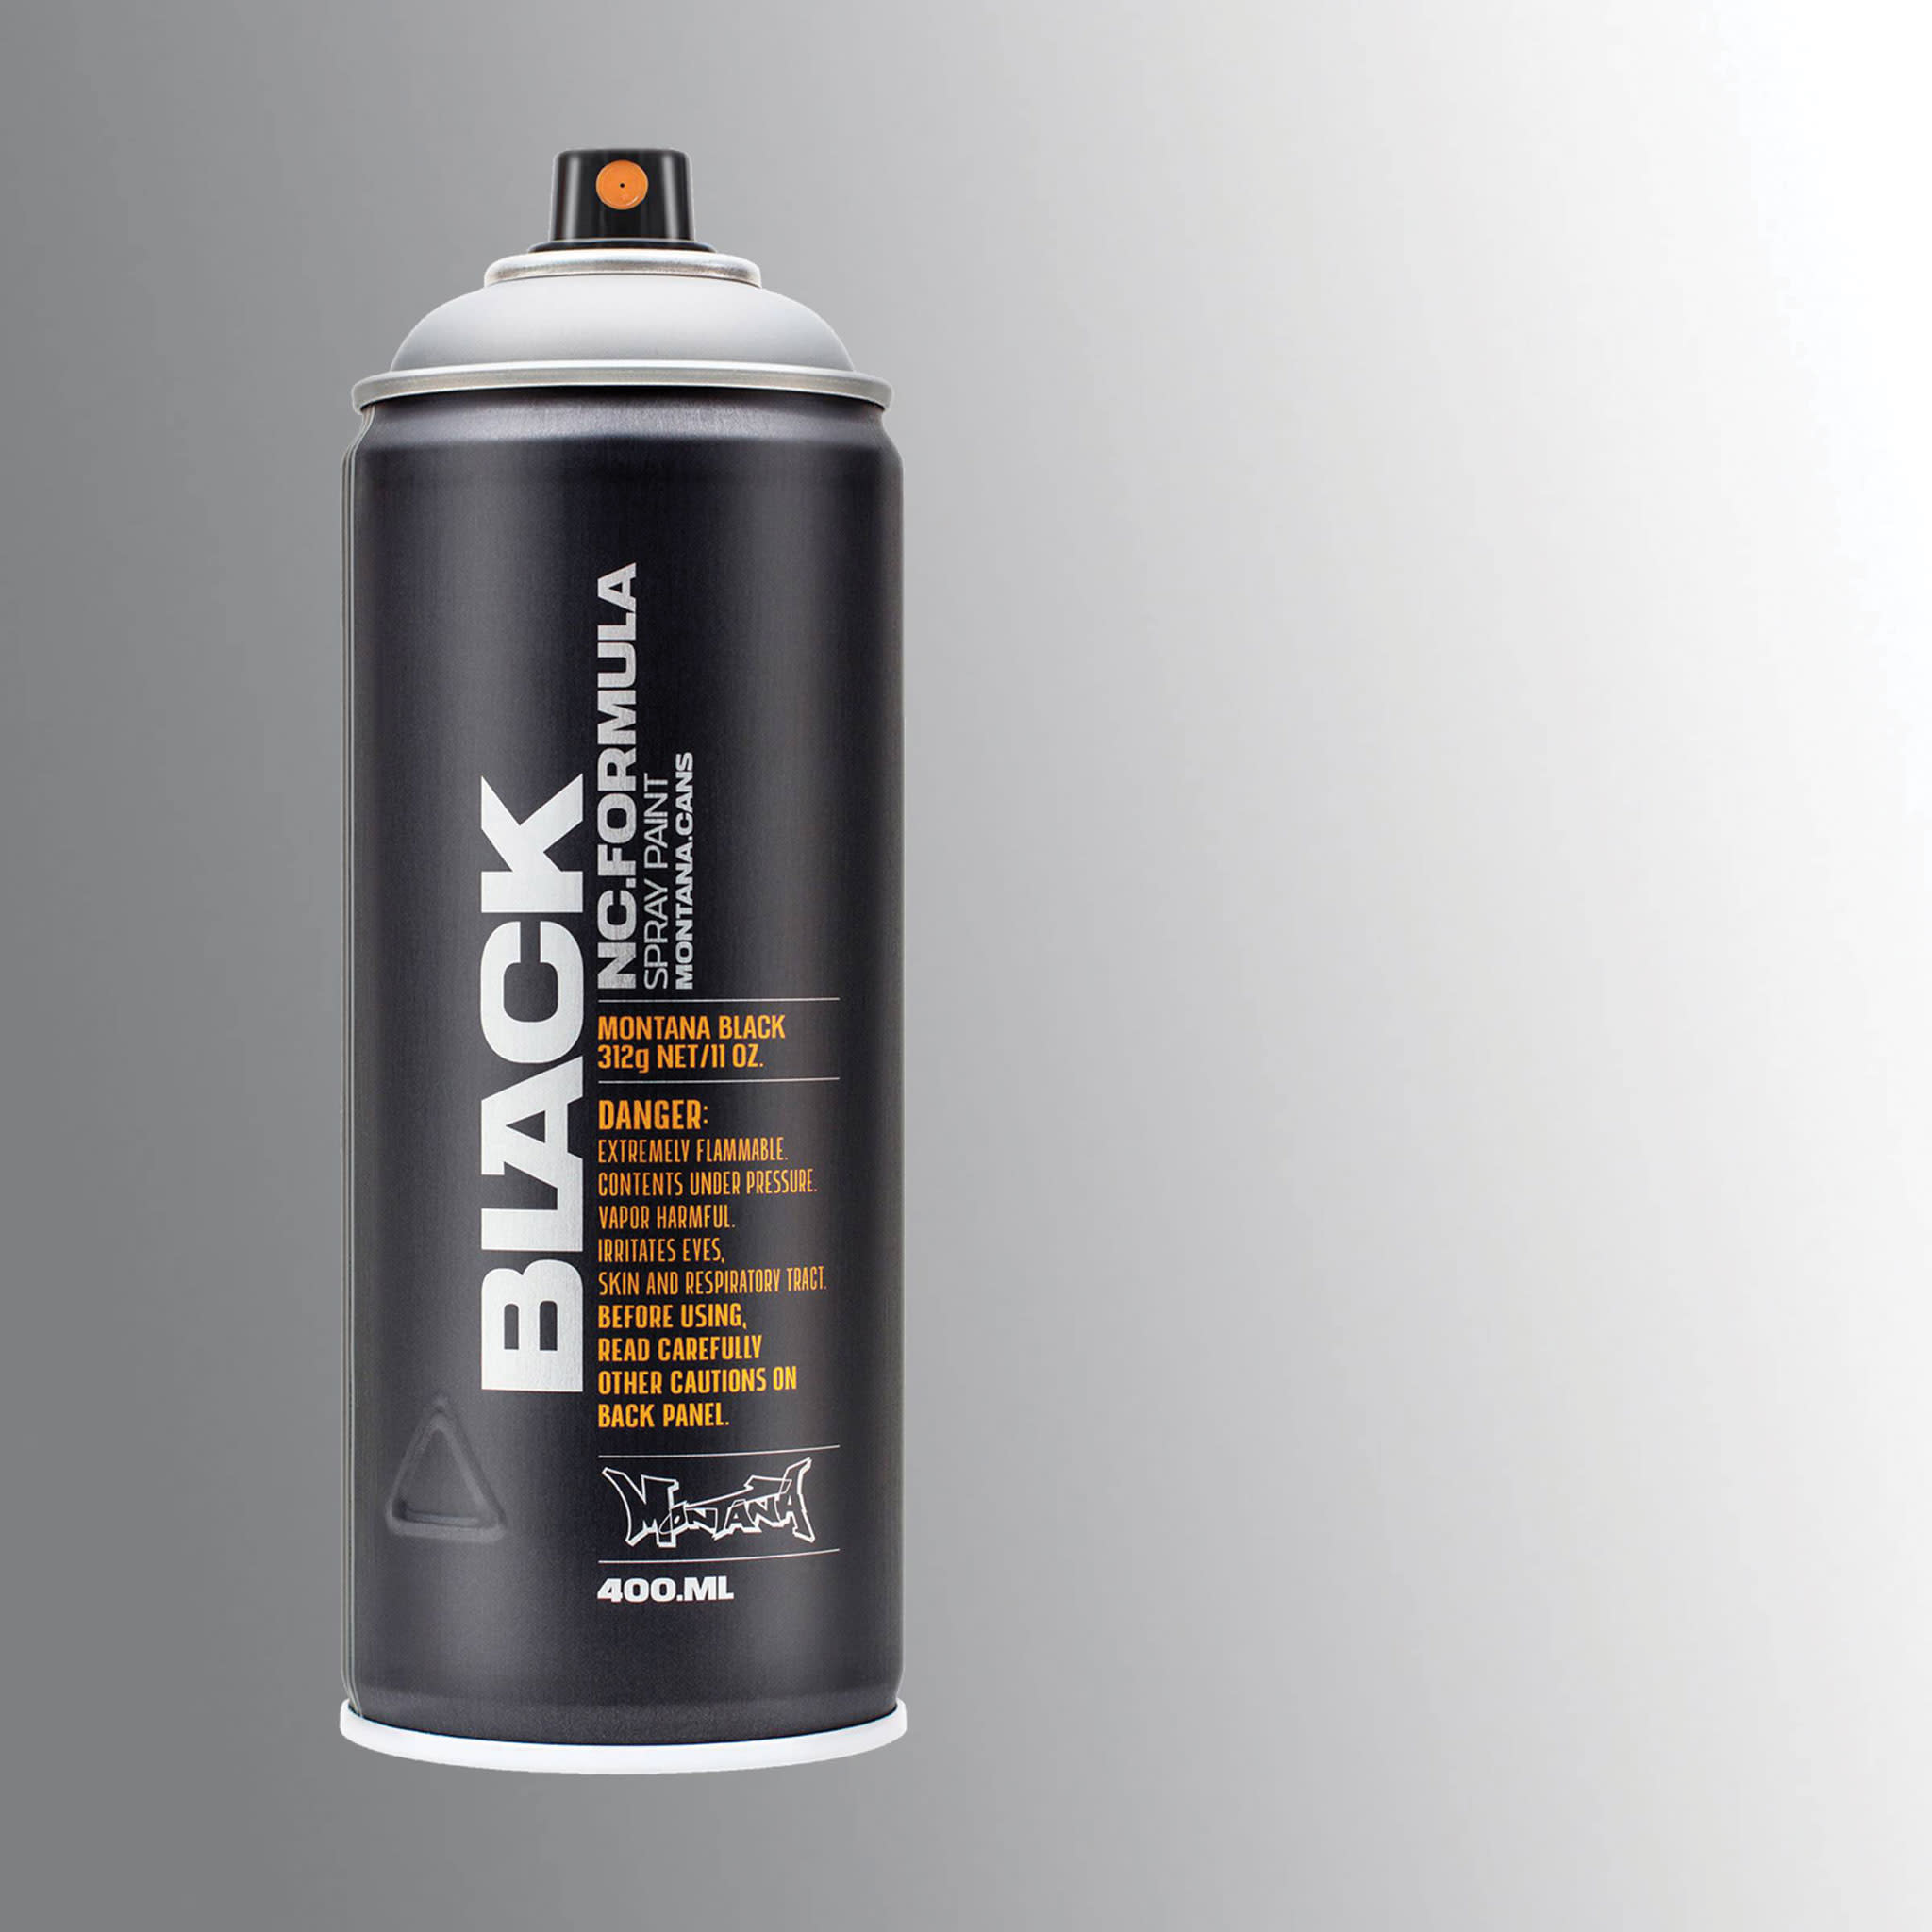 BLACK
NC.FORMULA
SPRAY PAINT
MONTANA.CANS
MONTANA BLACK
312g NET/11 OZ.
DANGER:
EXTREMELY FLAMMABLE.
CONTENTS UNDER PRESSURE.
VAPOR HARMFUL.
IRRITATES EYES,
SKIN AND RESPIRATORY TRACT.
BEFORE USING,
READ CAREFULLY
OTHER CAUTIONS ON
BACK PANEL.
MONTANA
400.ML